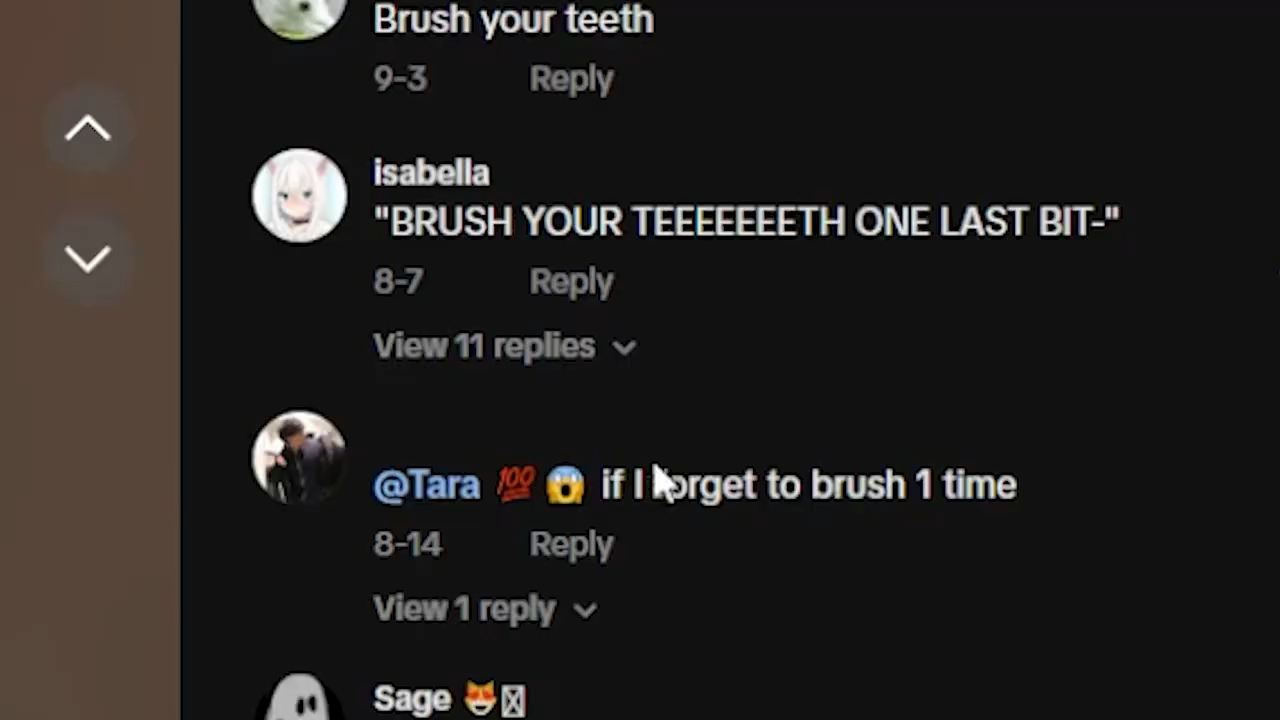 Brush your teeth
9-3 Reply
isabella
"BRUSH YOUR TEEEEEEETH ONE LAST BIT-"
8-7 Reply
View 11 replies
@Tara 💯 😱 if I forget to brush 1 time
8-14 Reply
View 1 reply
Sage 😻